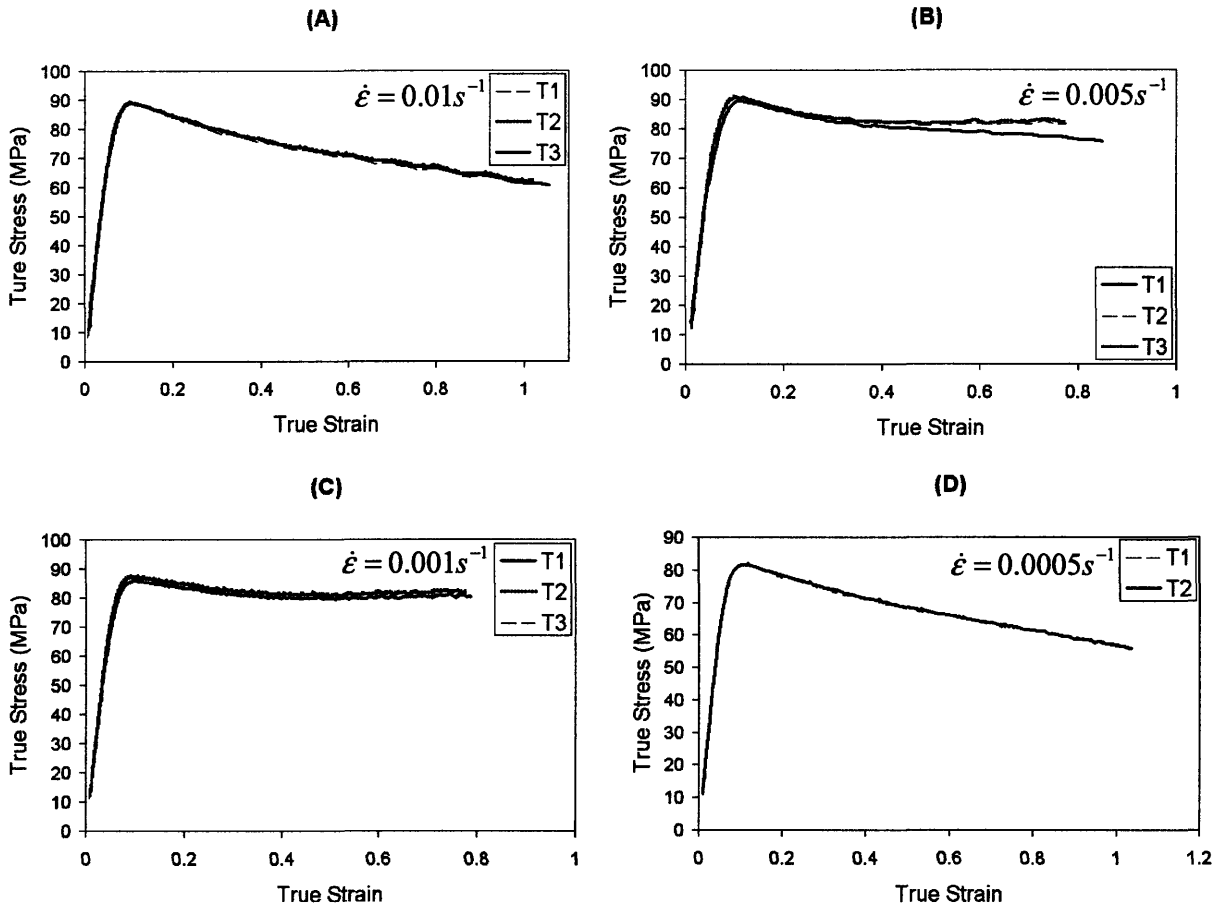 (A)
ε̇ = 0.01s⁻¹
T1
T2
T3
Ture Stress (MPa)
100
90
80
70
60
50
40
30
20
10
0
0 0.2 0.4 0.6 0.8 1
True Strain
(B)
ε̇ = 0.005s⁻¹
T1
T2
T3
True Stress (MPa)
100
90
80
70
60
50
40
30
20
10
0
0 0.2 0.4 0.6 0.8 1
True Strain
(C)
ε̇ = 0.001s⁻¹
T1
T2
T3
True Stress (MPa)
100
90
80
70
60
50
40
30
20
10
0
0 0.2 0.4 0.6 0.8 1
True Strain
(D)
ε̇ = 0.0005s⁻¹
T1
T2
True Stress (MPa)
90
80
70
60
50
40
30
20
10
0
0 0.2 0.4 0.6 0.8 1 1.2
True Strain